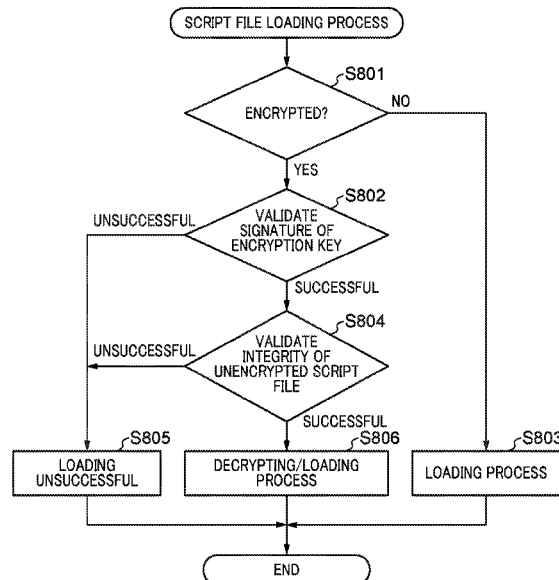 SCRIPT FILE LOADING PROCESS
S801
ENCRYPTED?
NO
YES
S802
UNSUCCESSFUL
VALIDATE
SIGNATURE OF
ENCRYPTION KEY
SUCCESSFUL
S804
UNSUCCESSFUL
VALIDATE
INTEGRITY OF
UNENCRYPTED SCRIPT
FILE
SUCCESSFUL
S805
S806
S803
LOADING
UNSUCCESSFUL
DECRYPTING/LOADING
PROCESS
LOADING PROCESS
END